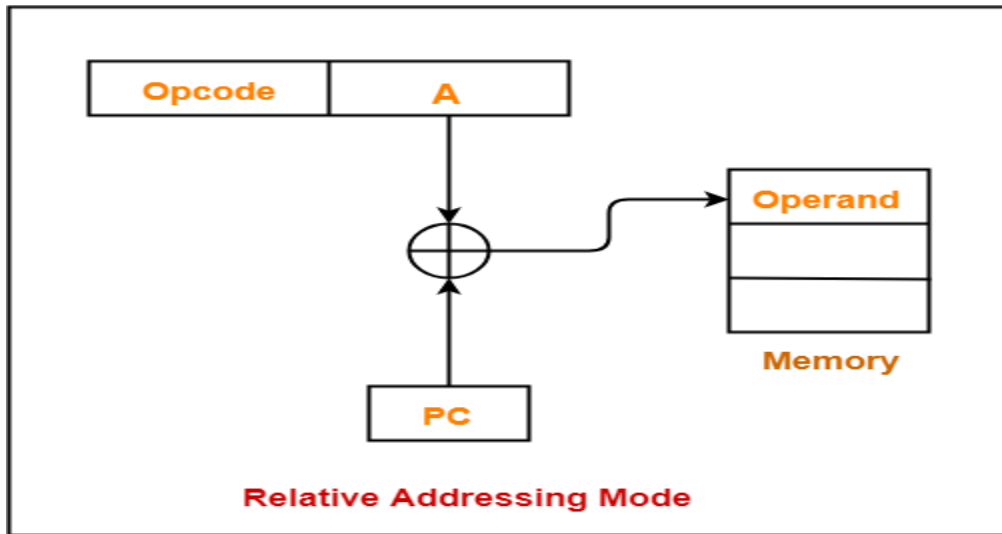 Opcode
A
Operand
Memory
PC
Relative Addressing Mode